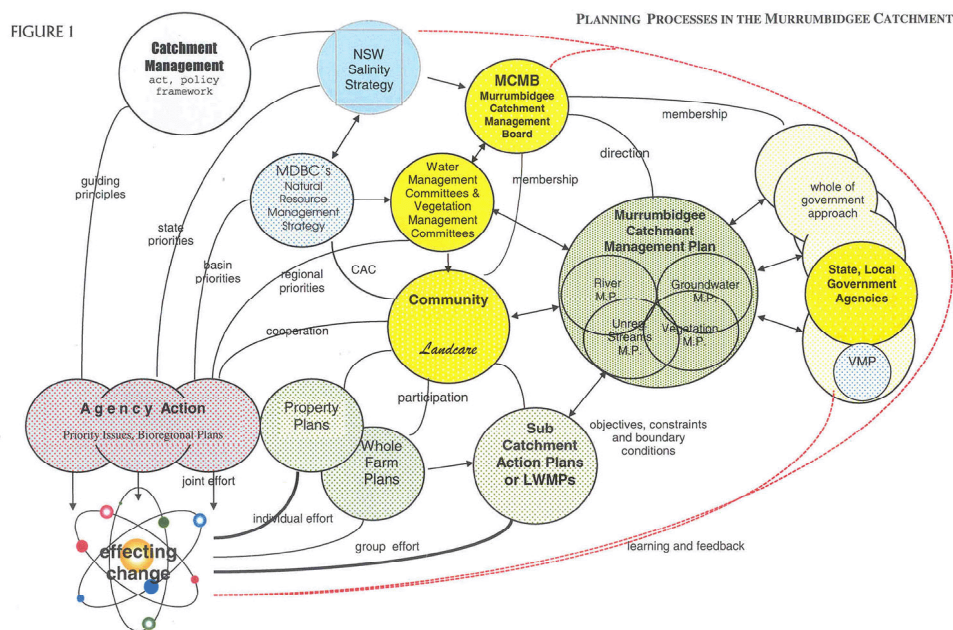 FIGURE 1
PLANNING PROCESSES IN THE MURRUMBIDGEE CATCHMENT
Catchment
Management
act, policy
framework
NSW
Salinity
Strategy
MCMB
Murrumbidgee
Catchment
Management
Board
membership
direction
guiding
principles
MDBC's
Natural
Resource
Management
Strategy
Water
Management
Committees &
Vegetation
Management
Committees
membership
whole of
government
approach
state
priorities
Murrumbidgee
Catchment
Management Plan
basin
priorities
regional
priorities
CAC
River
M.P.
Groundwater
M.P.
Unreg
Streams
M.P.
Vegetation
M.P.
State, Local
Government
Agencies
VMP
Community
Landcare
cooperation
participation
Agency Action
Priority Issues, Bioregional Plans
Property
Plans
Whole
Farm
Plans
Sub
Catchment
Action Plans
or LWMPs
objectives, constraints
and boundary
conditions
joint effort
individual effort
group effort
learning and feedback
effecting
change